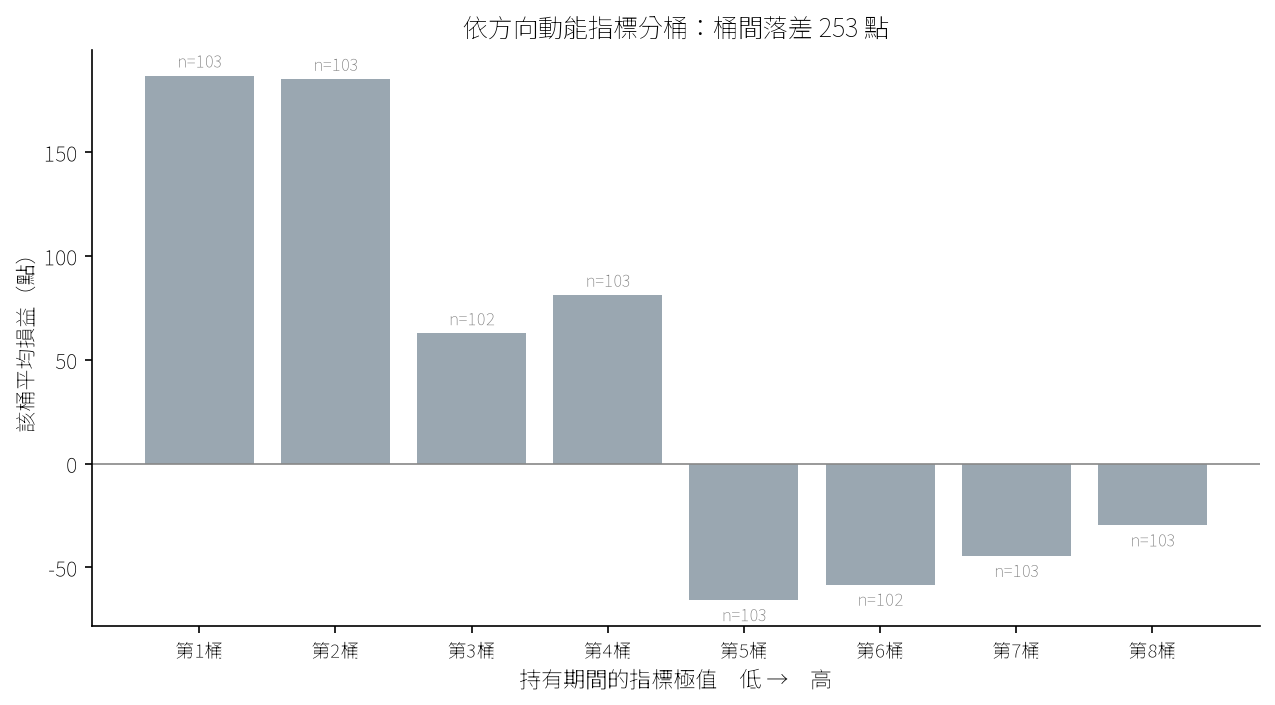 依方向動能指標分桶：桶間落差 253 點
該桶平均損益（點）
150
100
50
0
-50
n=103
n=103
n=102
n=103
n=103
n=102
n=103
n=103
第1桶
第2桶
第3桶
第4桶
第5桶
第6桶
第7桶
第8桶
持有期間的指標極值　低 →　高